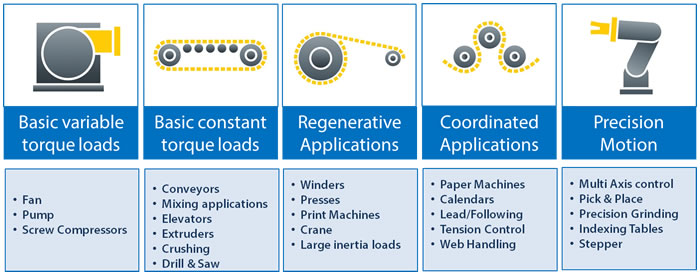 Basic variable
torque loads
Basic constant
torque loads
Regenerative
Applications
Coordinated
Applications
Precision
Motion
• Fan
• Pump
• Screw Compressors
• Conveyors
• Mixing applications
• Elevators
• Extruders
• Crushing
• Drill & Saw
• Winders
• Presses
• Print Machines
• Crane
• Large inertia loads
• Paper Machines
• Calendars
• Lead/Following
• Tension Control
• Web Handling
• Multi Axis control
• Pick & Place
• Precision Grinding
• Indexing Tables
• Stepper